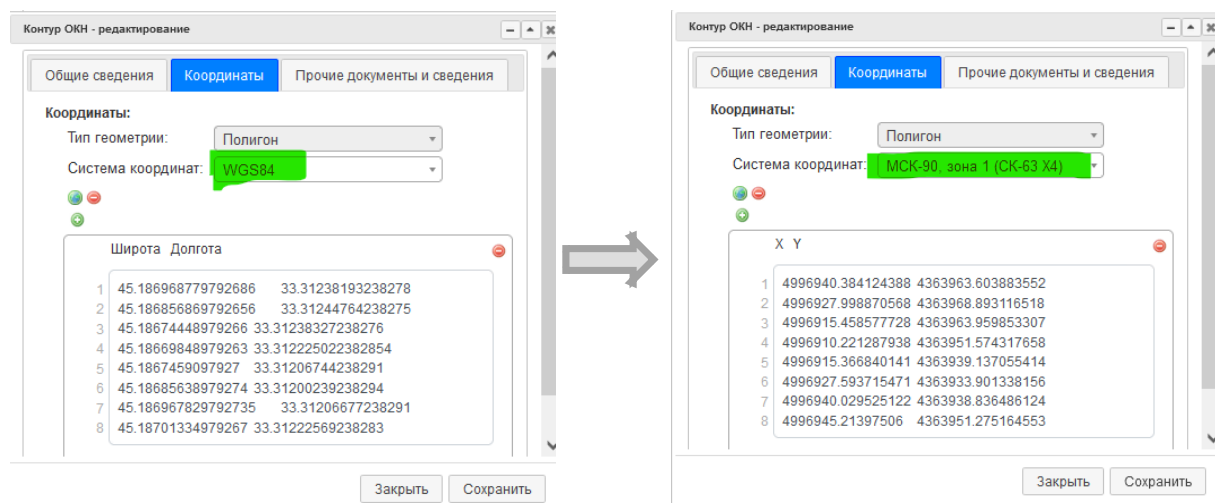 Контур ОКН - редактирование
Общие сведения Координаты Прочие документы и сведения
Координаты:
Тип геометрии: Полигон
Система координат: WGS84
Широта Долгота
1 45.186968779792686 33.31238193238278
2 45.186856869792656 33.31244764238275
3 45.18674448979266 33.31238327238276
4 45.18669848979263 33.312225022382854
5 45.1867459097927 33.31206744238291
6 45.18685638979274 33.31200239238294
7 45.186967829792735 33.31206677238291
8 45.18701334979267 33.31222569238283
Закрыть Сохранить
Контур ОКН - редактирование
Общие сведения Координаты Прочие документы и сведения
Координаты:
Тип геометрии: Полигон
Система координат: МСК-90, зона 1 (СК-63 X4)
X Y
1 4996940.384124388 4363963.603883552
2 4996927.998870568 4363968.893116518
3 4996915.458577728 4363963.959853307
4 4996910.221287938 4363951.574317658
5 4996915.366840141 4363939.137055414
6 4996927.593715471 4363933.901338156
7 4996940.029525122 4363938.836486124
8 4996945.21397506 4363951.275164553
Закрыть Сохранить